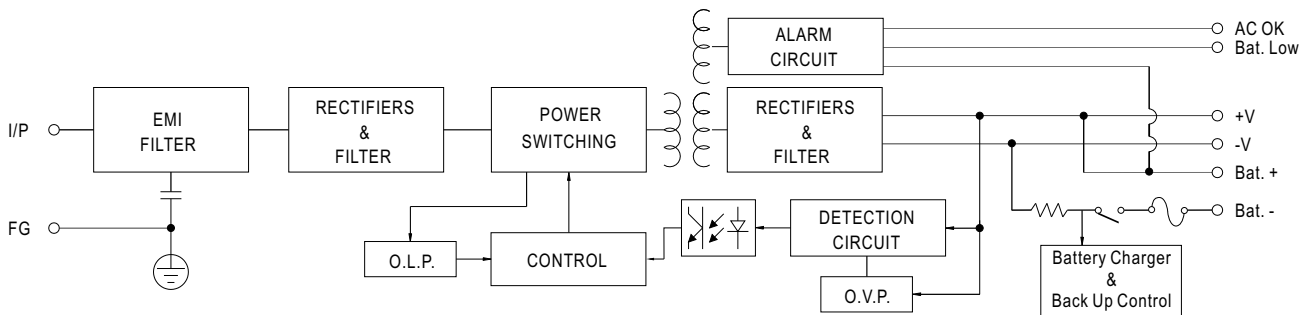 ALARM
CIRCUIT
AC OK
Bat. Low
I/P
EMI
FILTER
RECTIFIERS
&
FILTER
POWER
SWITCHING
RECTIFIERS
&
FILTER
+V
-V
Bat. +
Bat. -
FG
O.L.P.
CONTROL
DETECTION
CIRCUIT
O.V.P.
Battery Charger
&
Back Up Control